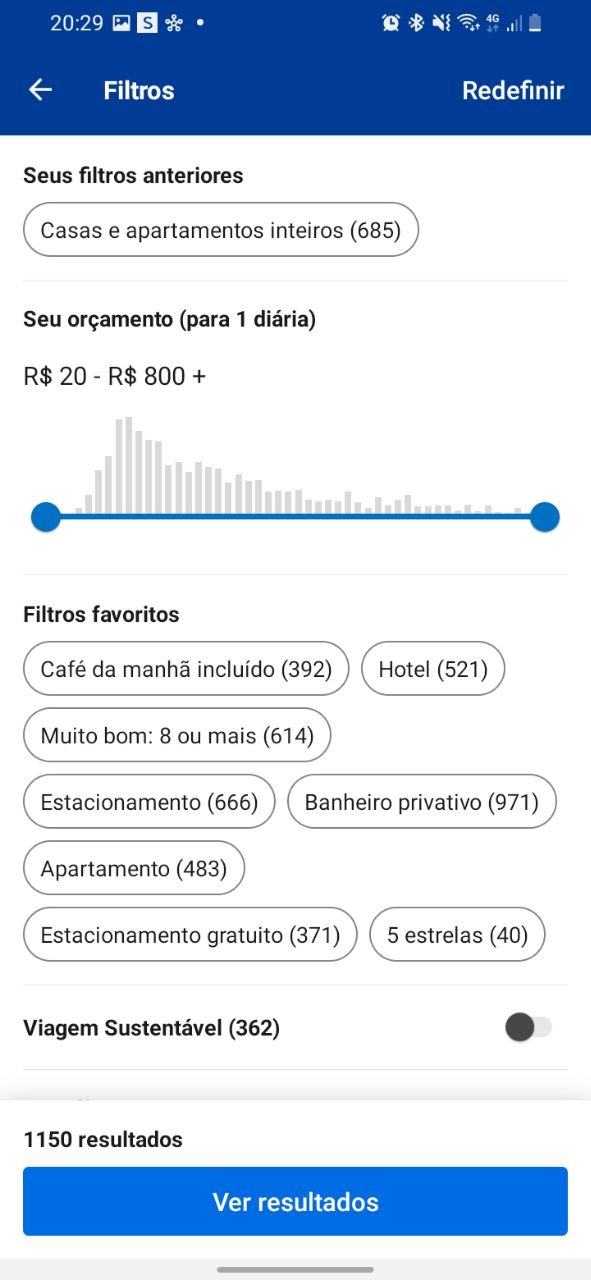 20:29 S 4G
Filtros Redefinir
Seus filtros anteriores
Casas e apartamentos inteiros (685)
Seu orçamento (para 1 diária)
R$ 20 - R$ 800 +
Filtros favoritos
Café da manhã incluído (392) Hotel (521)
Muito bom: 8 ou mais (614)
Estacionamento (666) Banheiro privativo (971)
Apartamento (483)
Estacionamento gratuito (371) 5 estrelas (40)
Viagem Sustentável (362)
1150 resultados
Ver resultados